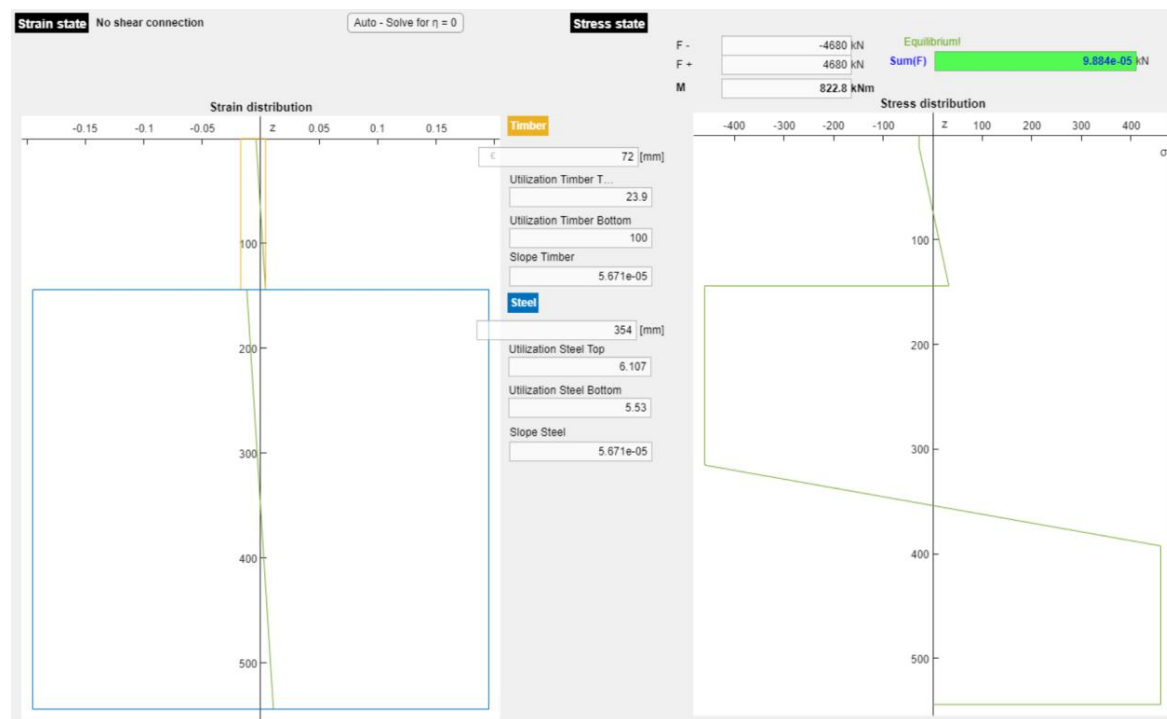 Strain state No shear connection Auto - Solve for η = 0 Stress state
F - -4680 kN Equilibrium!
F + 4680 kN Sum(F) 9.884e-05 kN
M 822.8 kNm
Strain distribution
-0.15 -0.1 -0.05 z 0.05 0.1 0.15
100
200
300
400
500
Timber
ε 72 [mm]
Utilization Timber T...
23.9
Utilization Timber Bottom
100
Slope Timber
5.671e-05
Steel
354 [mm]
Utilization Steel Top
6.107
Utilization Steel Bottom
5.53
Slope Steel
5.671e-05
Stress distribution
-400 -300 -200 -100 z 100 200 300 400
σ
100
200
300
400
500